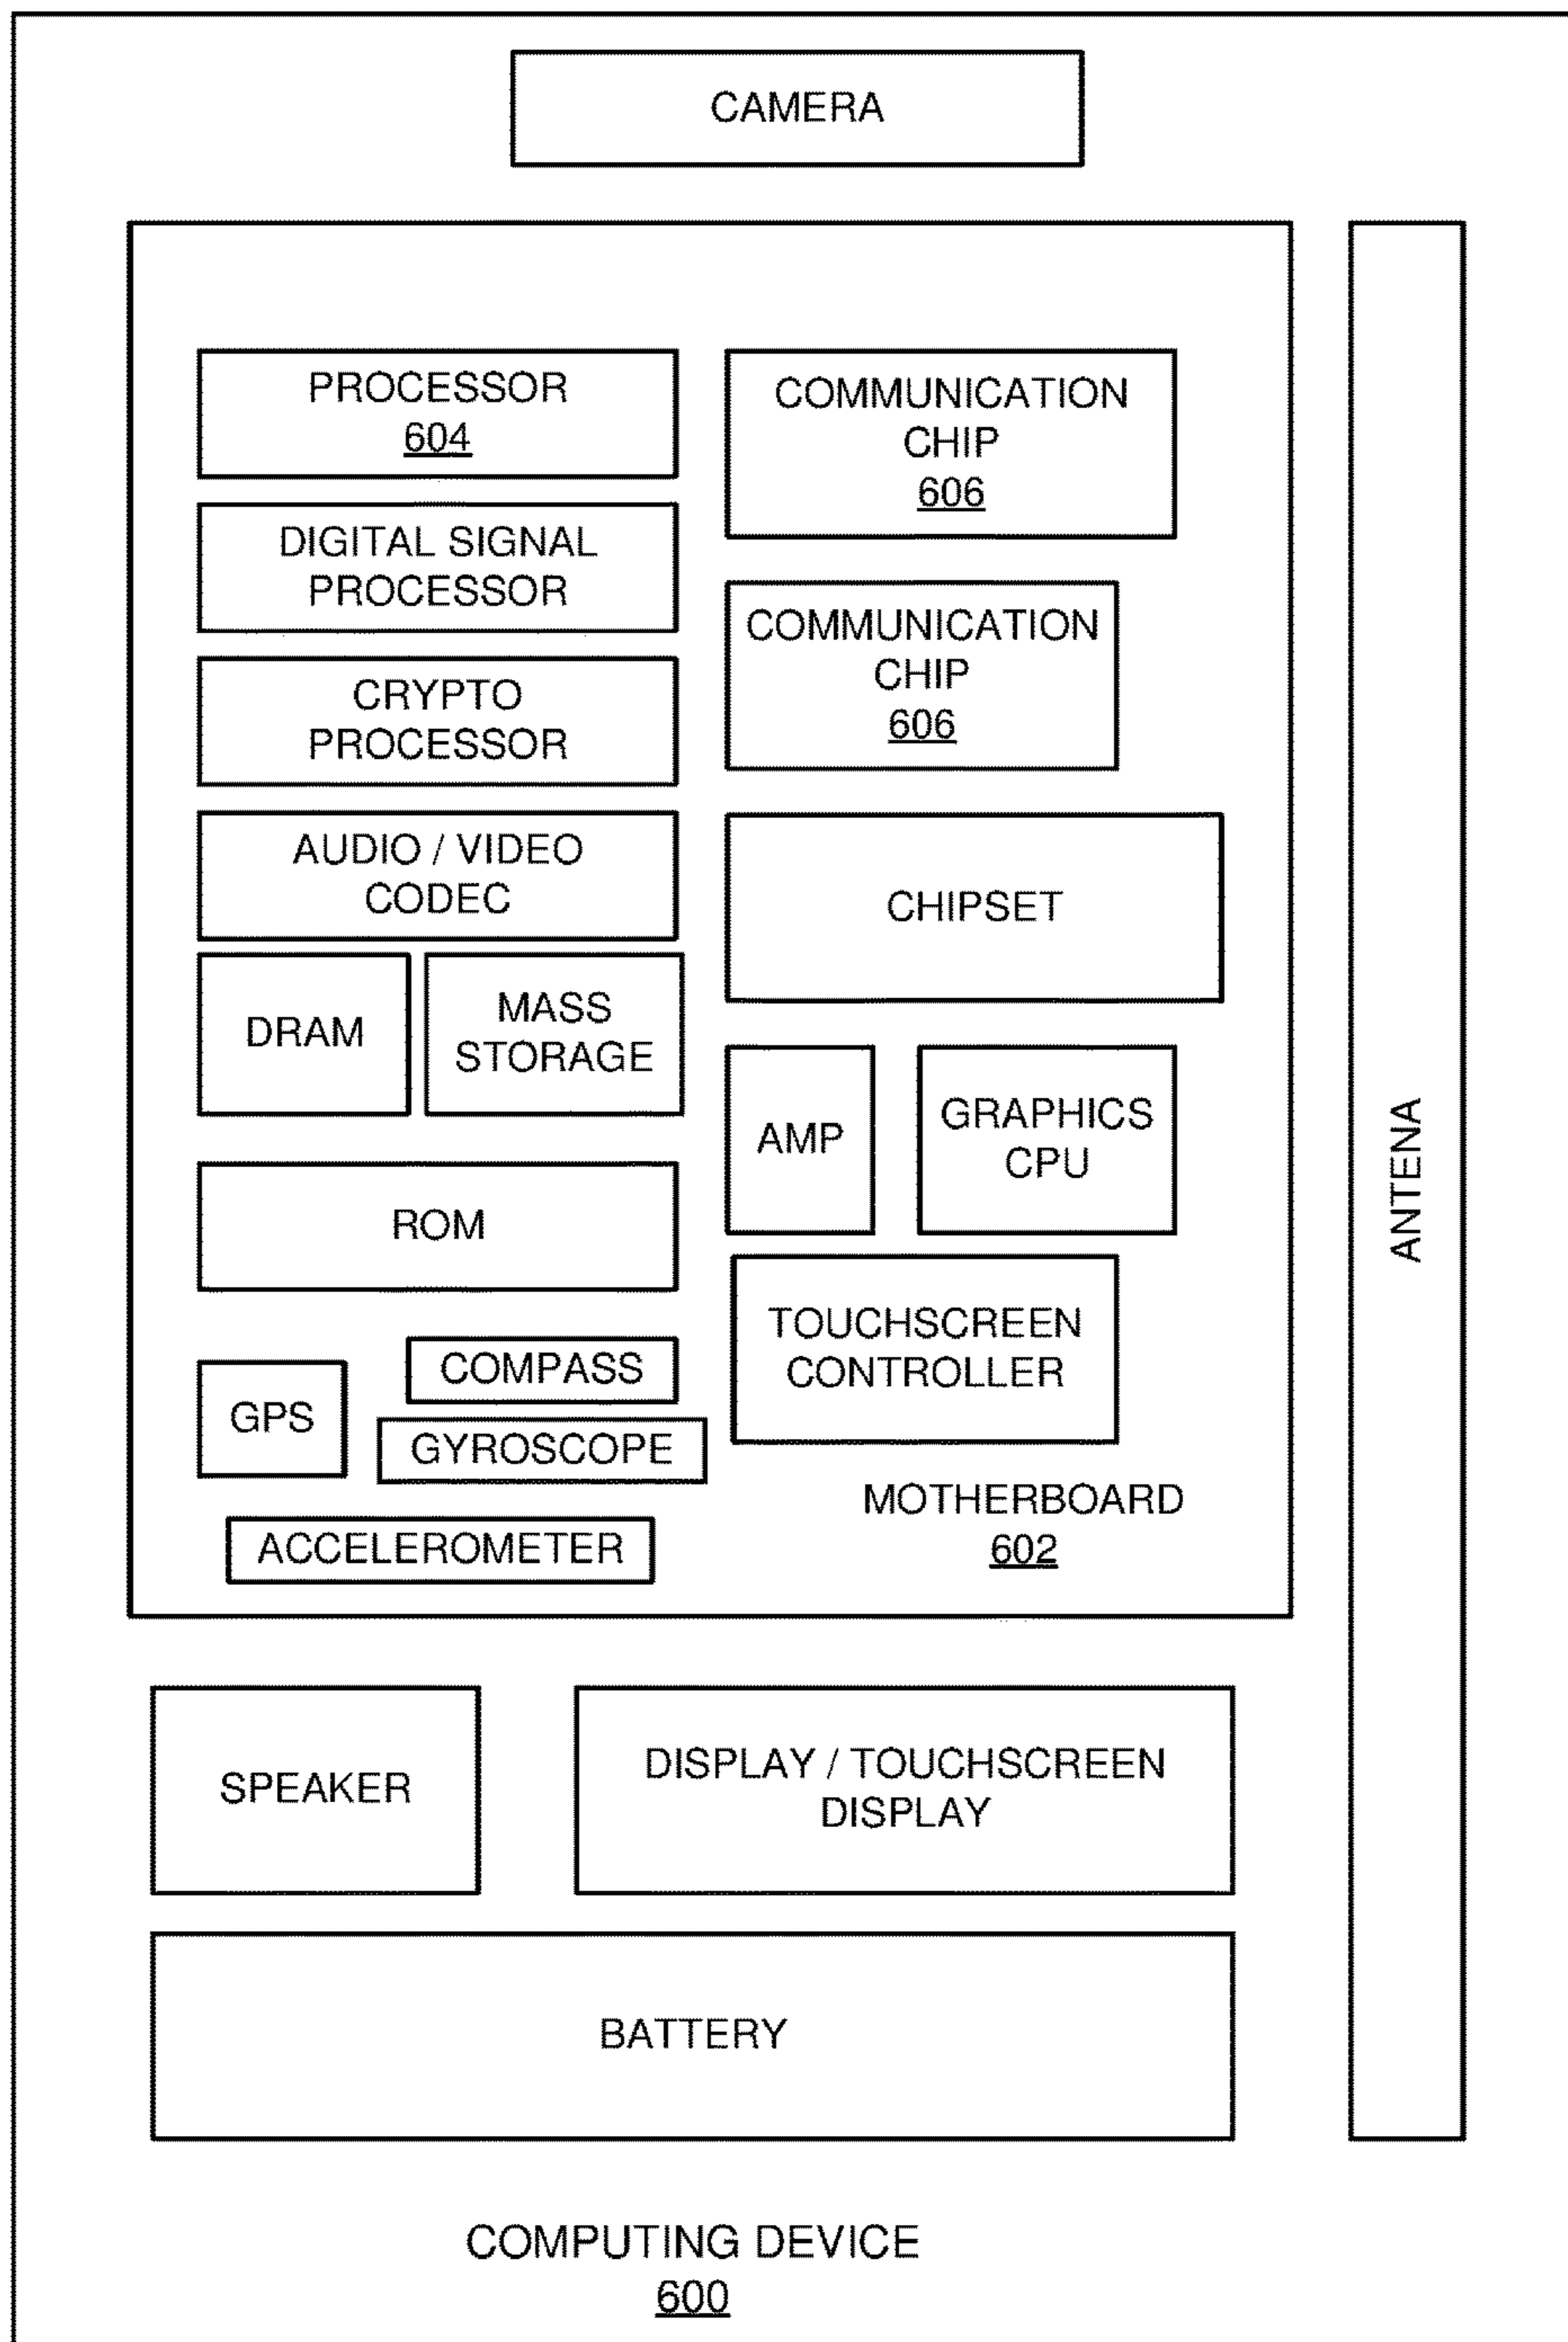 CAMERA
PROCESSOR
604
DIGITAL SIGNAL
PROCESSOR
CRYPTO
PROCESSOR
AUDIO / VIDEO
CODEC
DRAM
MASS
STORAGE
ROM
COMPASS
GPS
GYROSCOPE
ACCELEROMETER
COMMUNICATION
CHIP
606
COMMUNICATION
CHIP
606
CHIPSET
AMP
GRAPHICS
CPU
TOUCHSCREEN
CONTROLLER
MOTHERBOARD
602
ANTENA
SPEAKER
DISPLAY / TOUCHSCREEN
DISPLAY
BATTERY
COMPUTING DEVICE
600